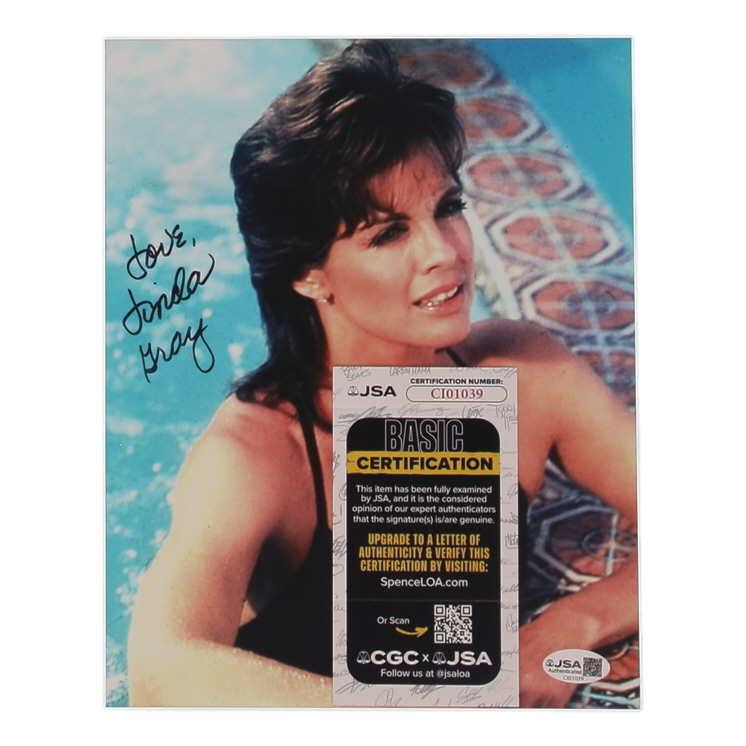 Love,
Linda
Gray
JSA
CERTIFICATION NUMBER:
CI01039
BASIC
CERTIFICATION
This item has been fully examined
by JSA, and it is the considered
opinion of our expert authenticators
that the signature(s) is/are genuine.
UPGRADE TO A LETTER OF
AUTHENTICITY & VERIFY THIS
CERTIFICATION BY VISITING:
SpenceLOA.com
Or Scan
CGC x JSA
Follow us at @jsaloa
JSA
Authenticated
CI01039